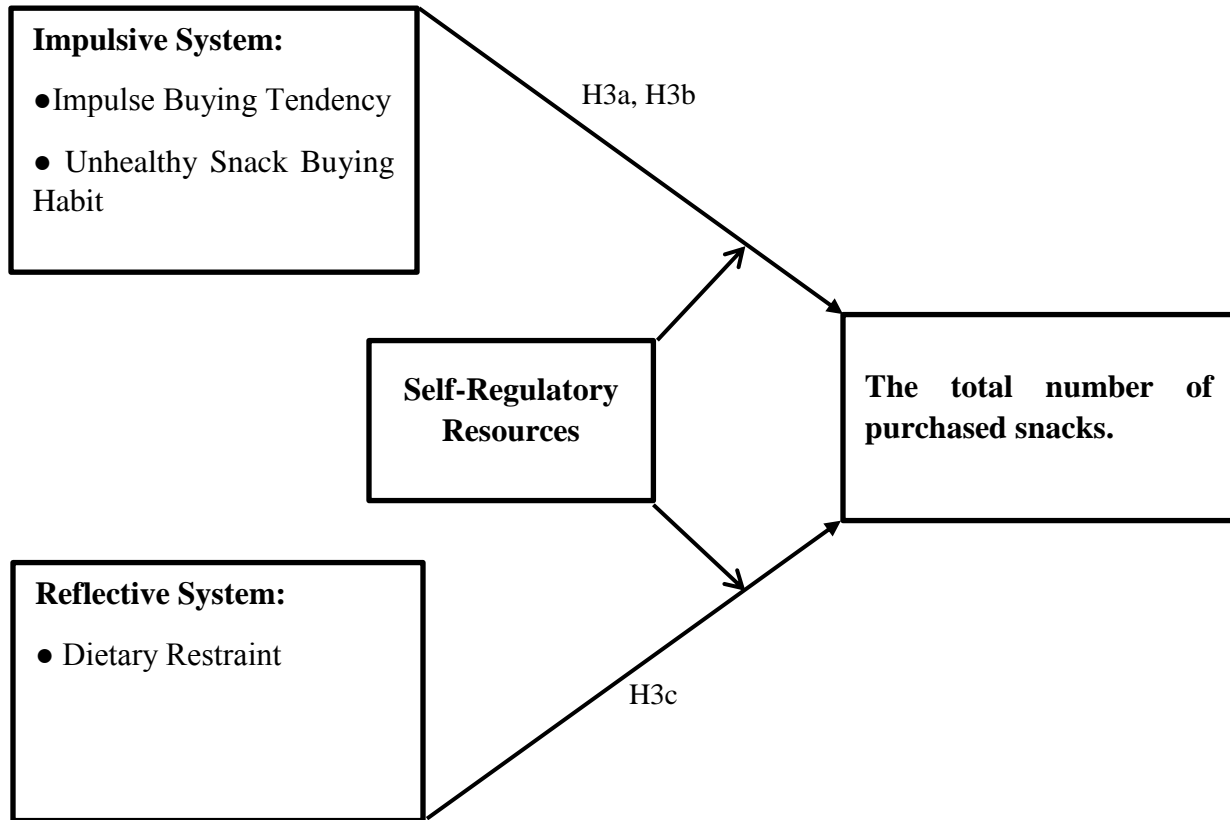 Impulsive System:
●Impulse Buying Tendency
● Unhealthy Snack Buying
Habit
H3a, H3b
Self-Regulatory
Resources
The total number of
purchased snacks.
Reflective System:
● Dietary Restraint
H3c